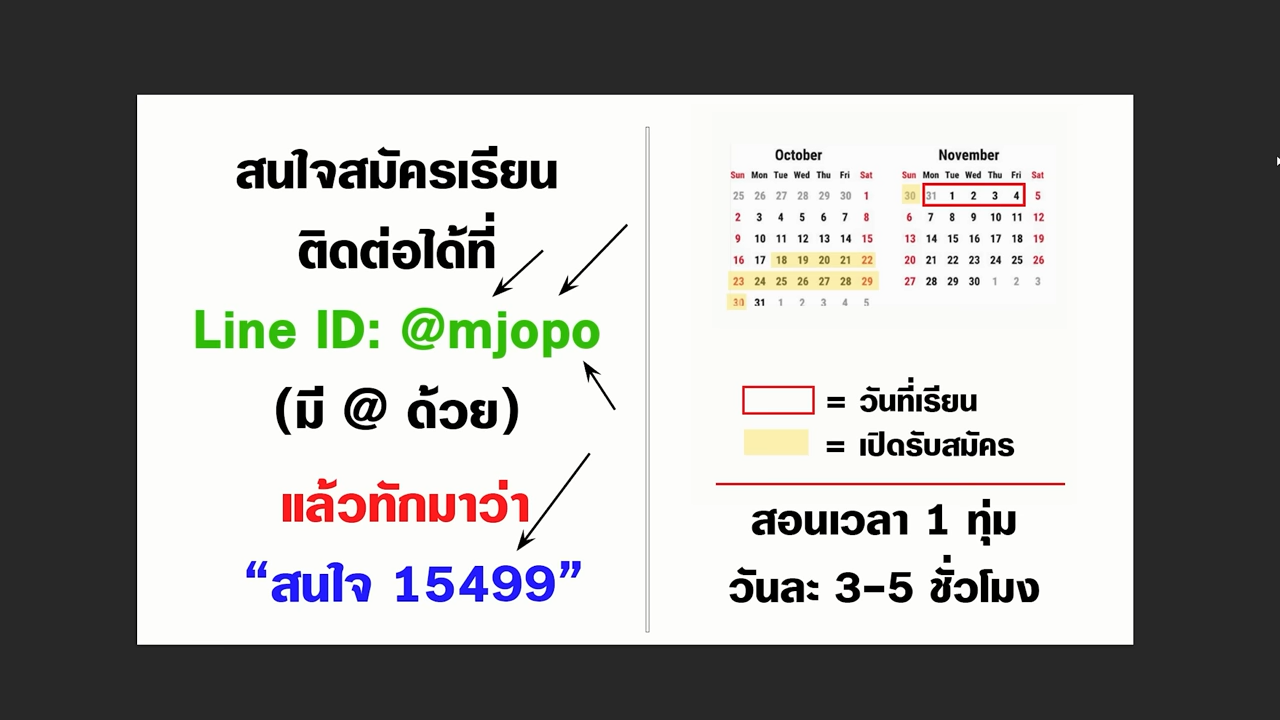 สนใจสมัครเรียน
ติดต่อได้ที่
Line ID: @mjopo
(มี @ ด้วย)
แล้วทักมาว่า
“สนใจ 15499”
October
Sun Mon Tue Wed Thu Fri Sat
25 26 27 28 29 30 1
2 3 4 5 6 7 8
9 10 11 12 13 14 15
16 17 18 19 20 21 22
23 24 25 26 27 28 29
30 31 1 2 3 4 5
November
Sun Mon Tue Wed Thu Fri Sat
30 31 1 2 3 4 5
6 7 8 9 10 11 12
13 14 15 16 17 18 19
20 21 22 23 24 25 26
27 28 29 30 1 2 3
= วันที่เรียน
= เปิดรับสมัคร
สอนเวลา 1 ทุ่ม
วันละ 3-5 ชั่วโมง